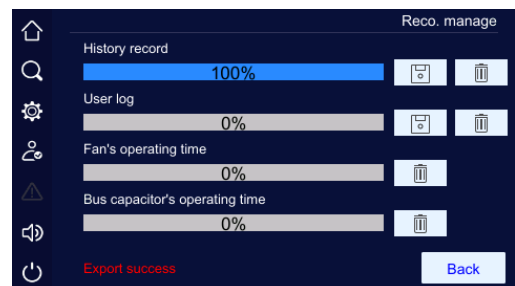 Reco. manage
History record
100%
User log
0%
Fan's operating time
0%
Bus capacitor's operating time
0%
Export success
Back